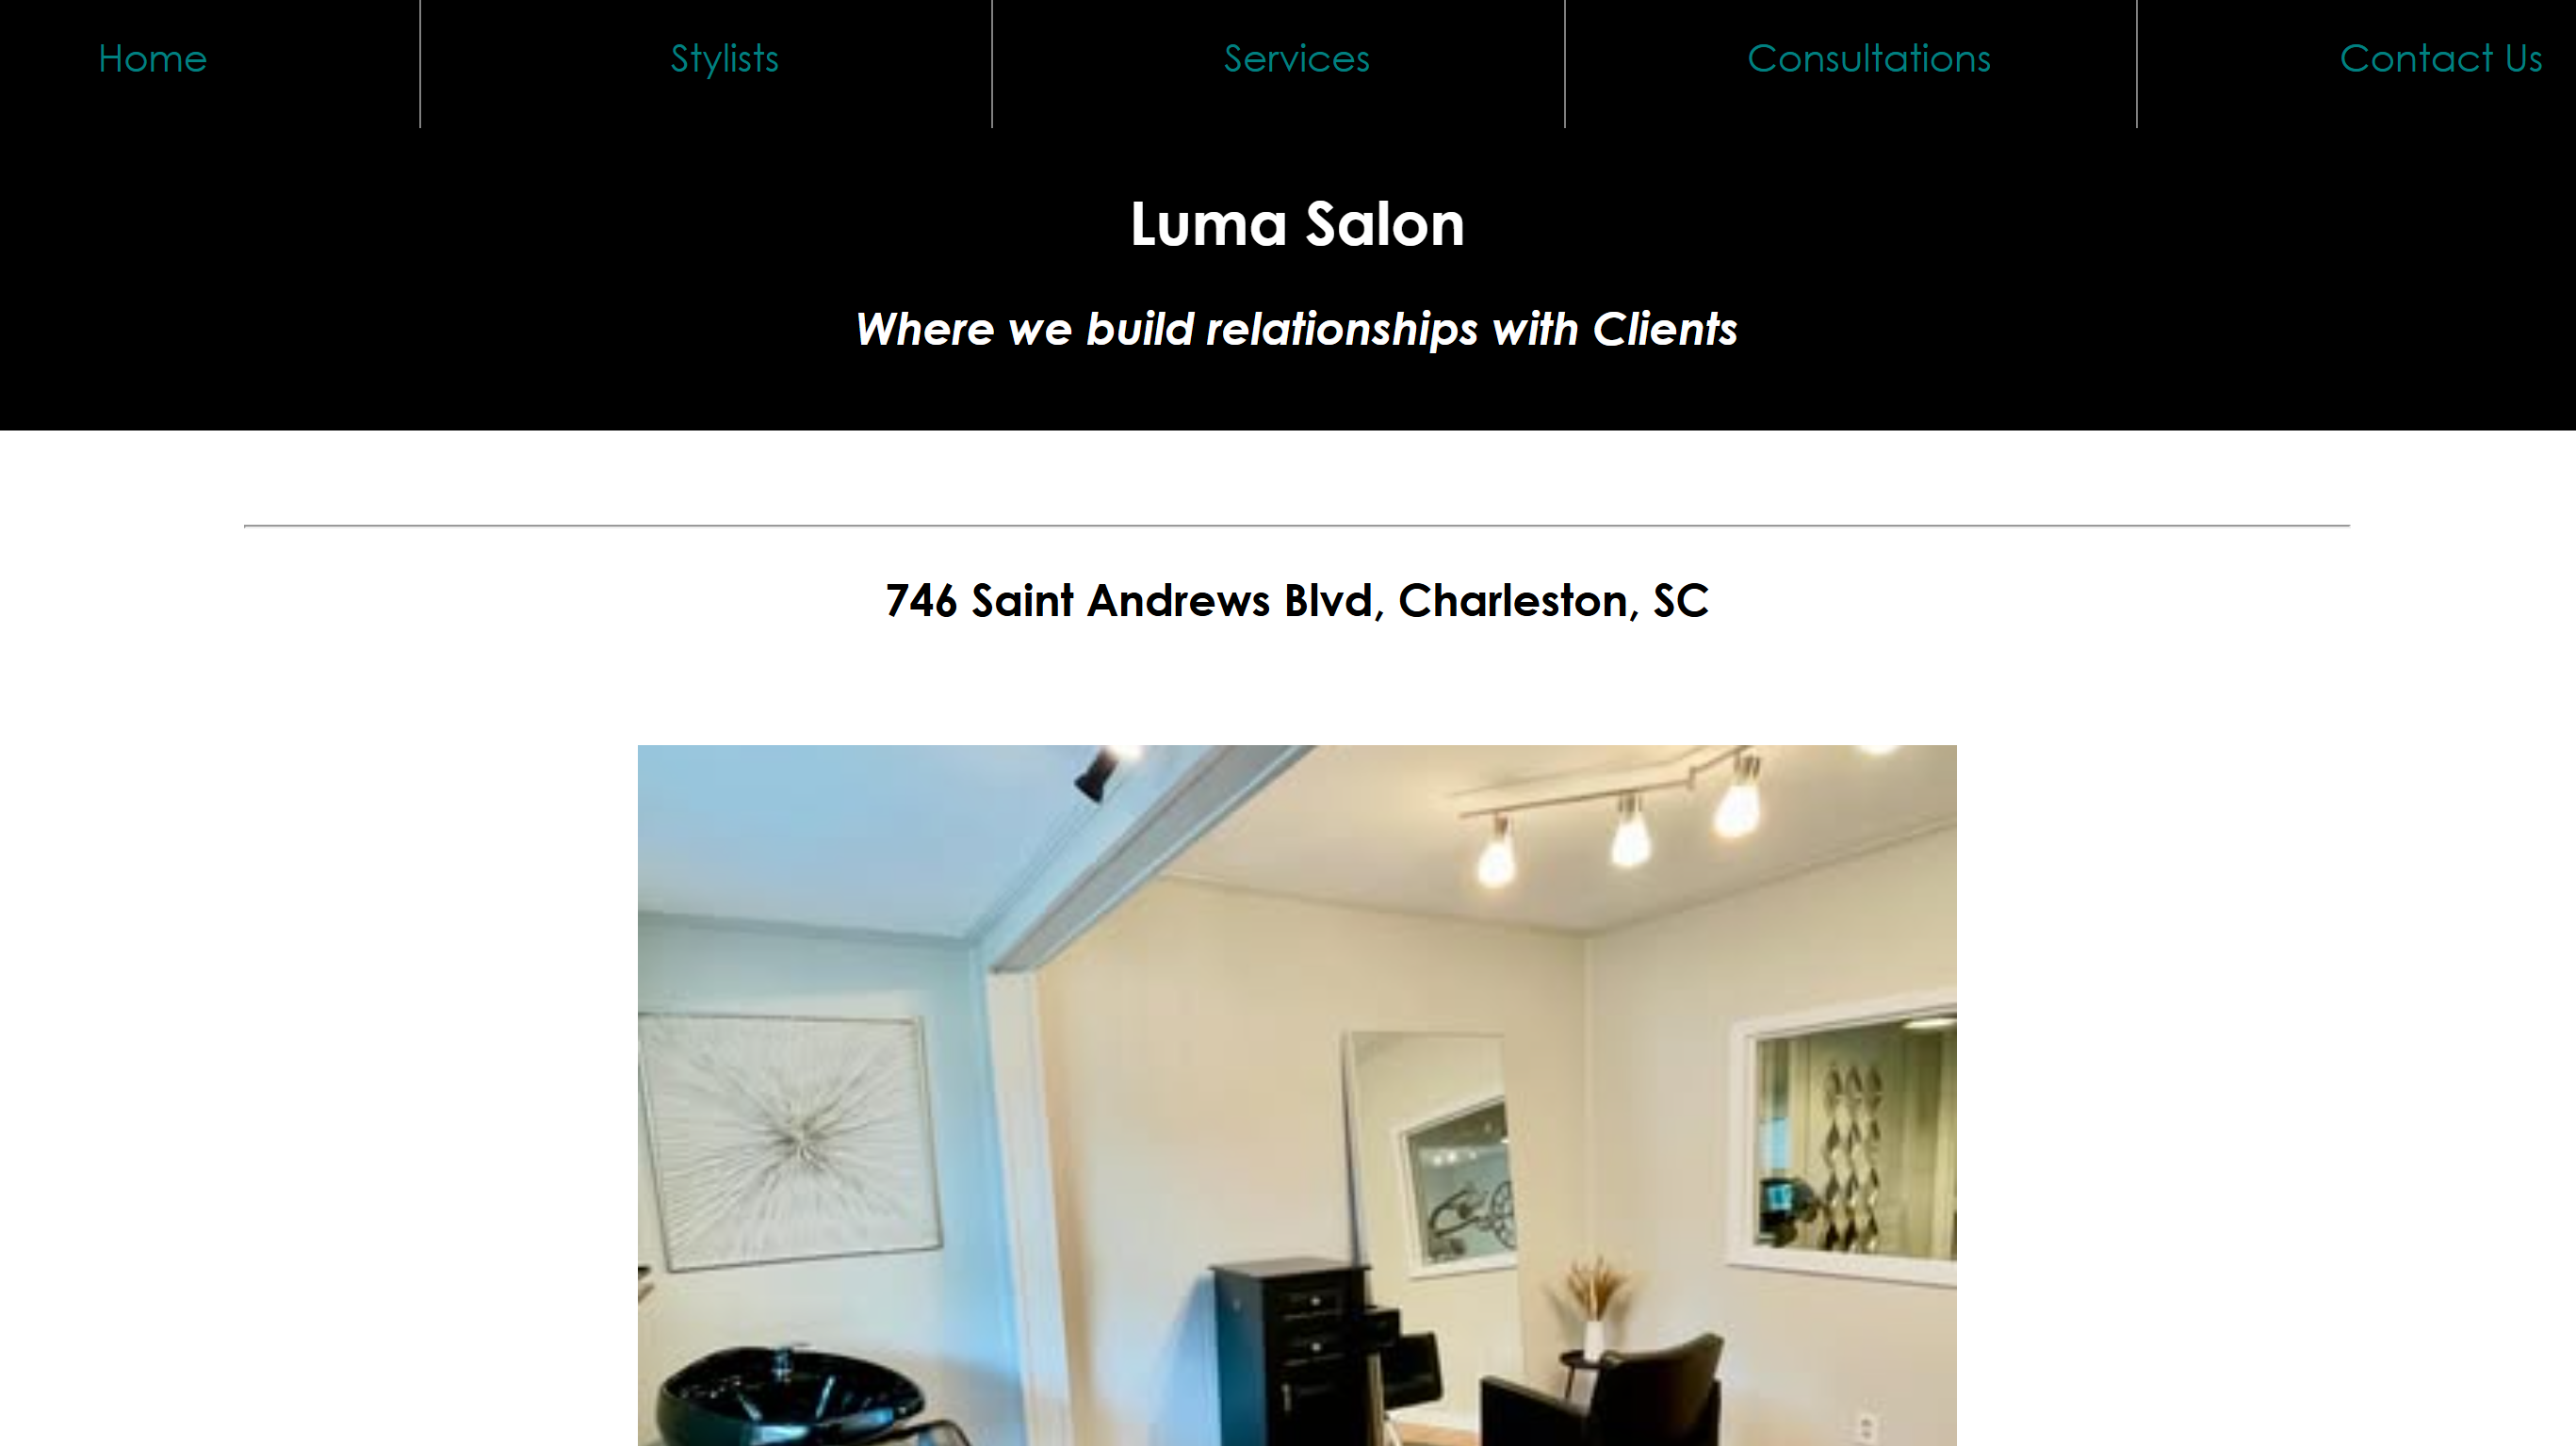 Home
Stylists
Services
Consultations
Contact Us
Luma Salon
Where we build relationships with Clients
746 Saint Andrews Blvd, Charleston, SC